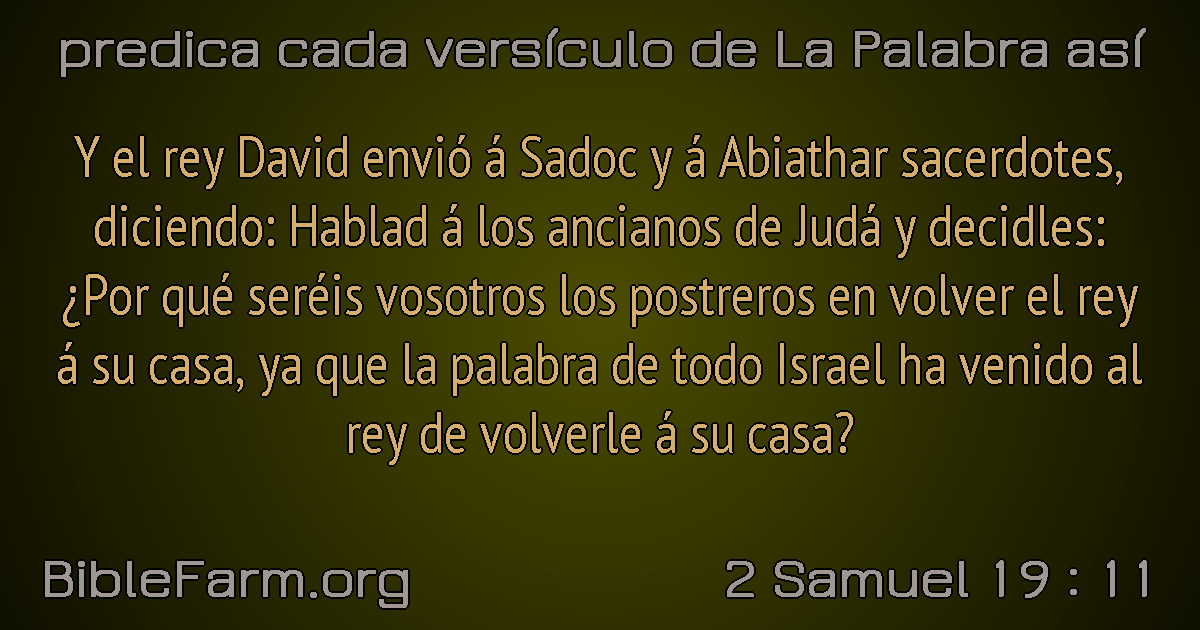 predica cada versículo de La Palabra así
Y el rey David envió á Sadoc y á Abiathar sacerdotes,
diciendo: Hablad á los ancianos de Judá y decidles:
¿Por qué seréis vosotros los postreros en volver el rey
á su casa, ya que la palabra de todo Israel ha venido al
rey de volverle á su casa?
BibleFarm.org
2 Samuel 19 : 11